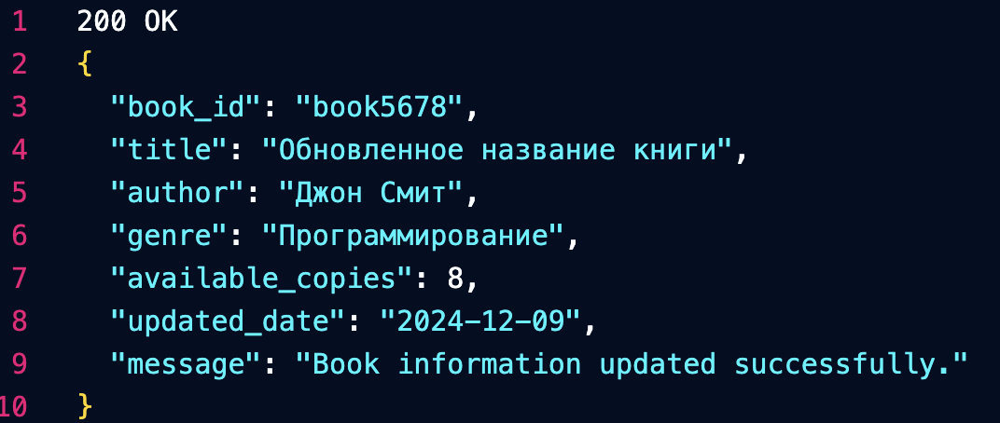 1 200 OK
2 {
3 "book_id": "book5678",
4 "title": "Обновленное название книги",
5 "author": "Джон Смит",
6 "genre": "Программирование",
7 "available_copies": 8,
8 "updated_date": "2024-12-09",
9 "message": "Book information updated successfully."
10 }